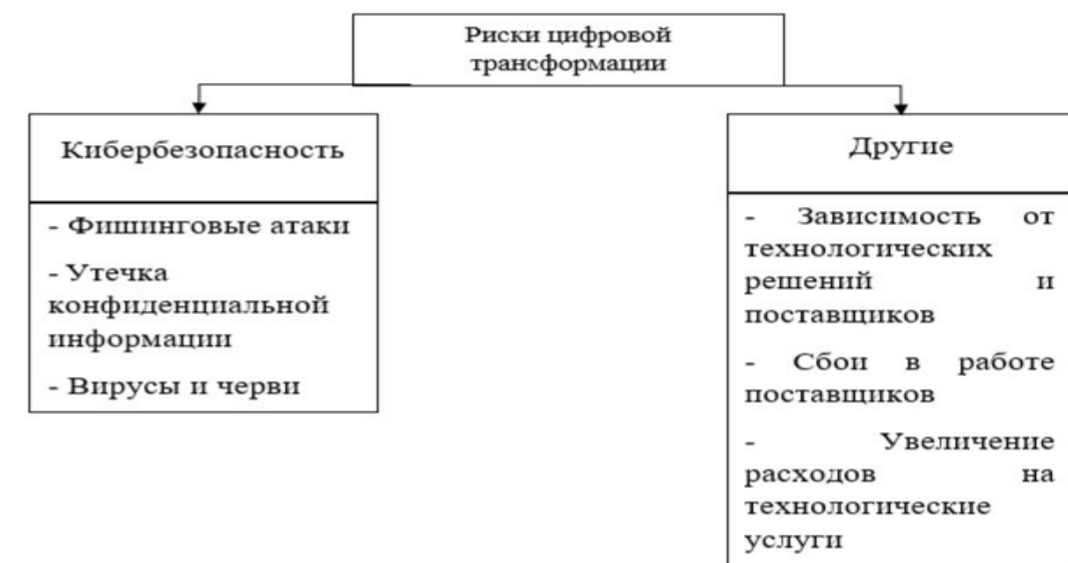 Риски цифровой
трансформации
Кибербезопасность
- Фишинговые атаки
- Утечка
конфиденциальной
информации
- Вирусы и черви
Другие
- Зависимость от
технологических
решений и
поставщиков
- Сбои в работе
поставщиков
- Увеличение
расходов на
технологические
услуги